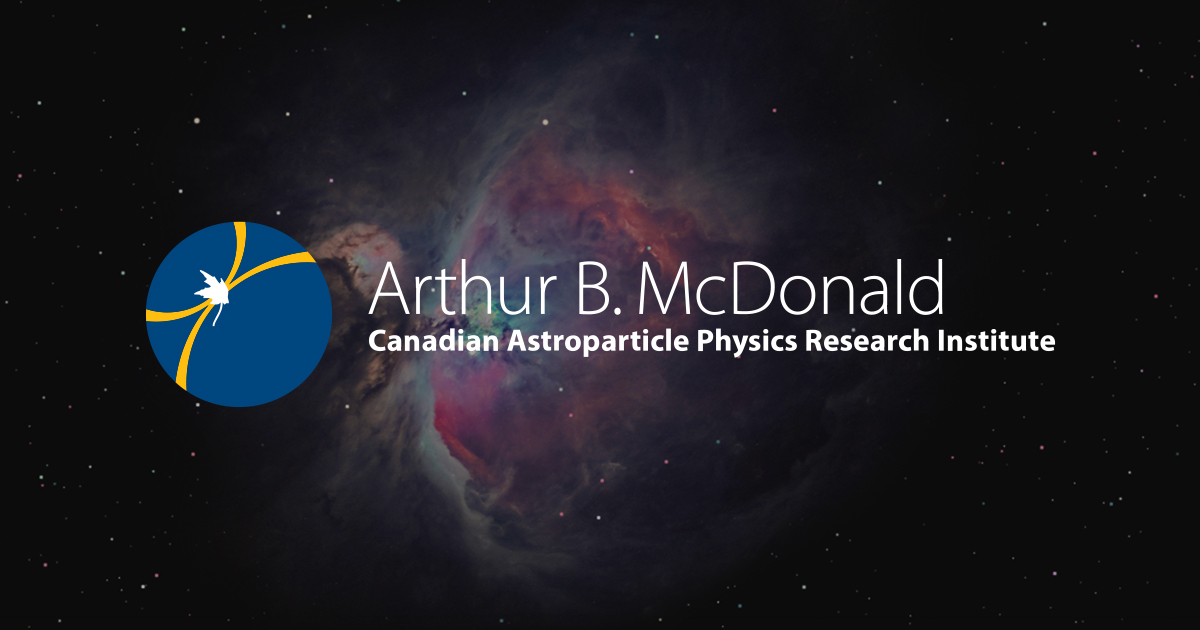 Arthur B. McDonald
Canadian Astroparticle Physics Research Institute